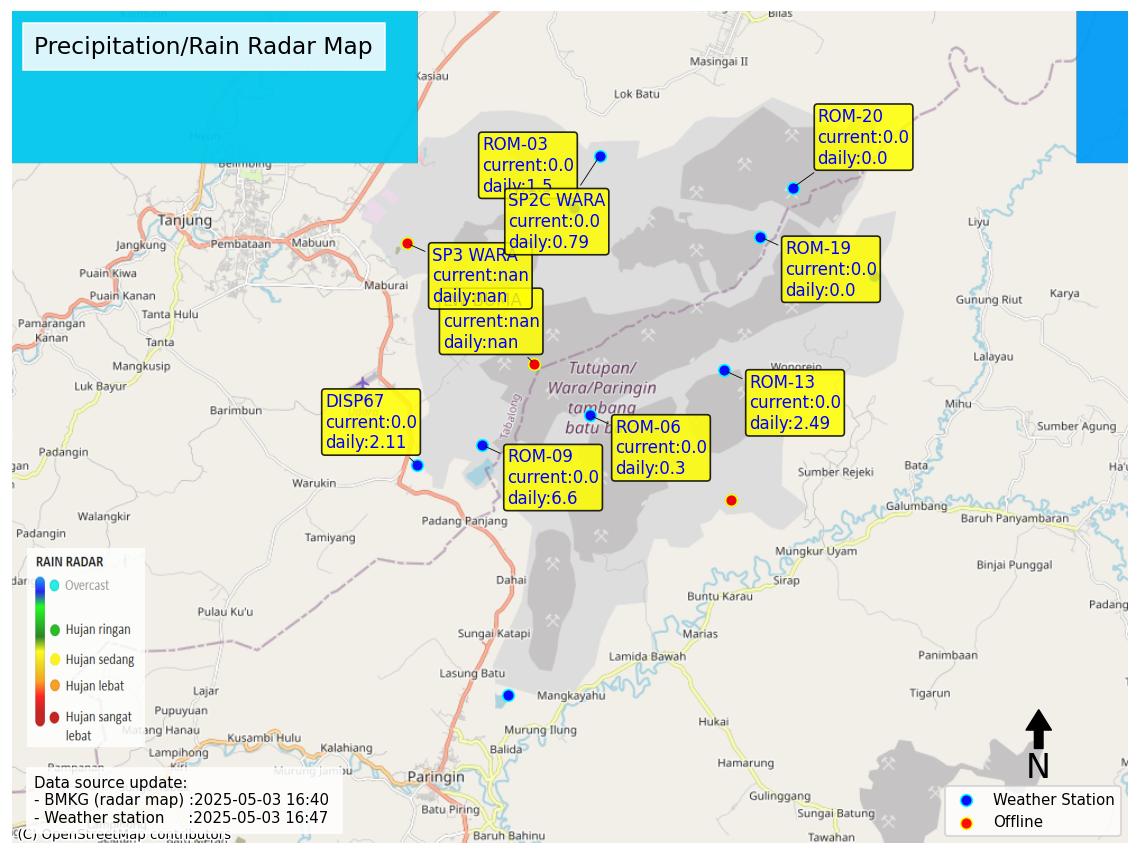 Precipitation/Rain Radar Map
Bilas
Masingai II
Kasiau
Lok Batu
Belimbing
Tanjung
Jangkung
Pembataan
Mabuun
Puain Kiwa
Maburai
Puain Kanan
Tanta Hulu
Pamarangan
Kanan
Tanta
Mangkusip
Luk Bayur
Barimbun
Padangin
Warukin
Walangkir
Padangin
Tamiyang
Padang Panjang
Dahai
Pulau Ku'u
Sungai Katapi
Lasung Batu
Lajar
Pupuyuan
Matang Hanau
Lampihong
Kusambi Hulu
Kalahiang
Murung Jambu
Paringin
Balida
Batu Piring
Baruh Bahinu
Murung Ilung
Mangkayahu
Lamida Bawah
Marias
Buntu Karau
Sirap
Mungkur Uyam
Hukai
Hamarung
Gulinggang
Sungai Batung
Tawahan
Tigarun
Panimbaan
Binjai Punggal
Padang
Baruh Panyambaran
Galumbang
Bata
Sumber Rejeki
Sumber Agung
Mihu
Lalayau
Gunung Riut
Karya
Liyu
Wonorejo
Tabalong
Tutupan/
Wara/Paringin
tambang
batu b
ROM-03
current:0.0
daily:1.5
SP2C WARA
current:0.0
daily:0.79
SP3 WARA
current:nan
daily:nan
current:nan
daily:nan
ROM-20
current:0.0
daily:0.0
ROM-19
current:0.0
daily:0.0
ROM-13
current:0.0
daily:2.49
ROM-06
current:0.0
daily:0.3
ROM-09
current:0.0
daily:6.6
DISP67
current:0.0
daily:2.11
RAIN RADAR
Overcast
Hujan ringan
Hujan sedang
Hujan lebat
Hujan sangat
lebat
Data source update:
- BMKG (radar map) :2025-05-03 16:40
- Weather station :2025-05-03 16:47
(C) OpenStreetMap contributors
N
Weather Station
Offline